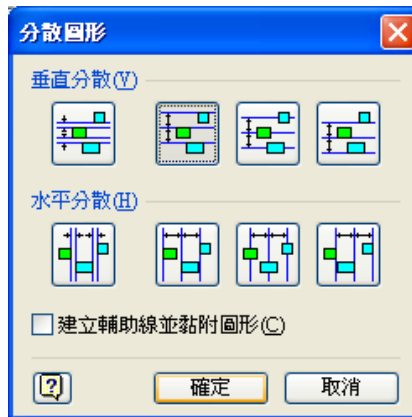 分散圖形
垂直分散(V)
水平分散(H)
建立輔助線並黏附圖形(C)
確定
取消